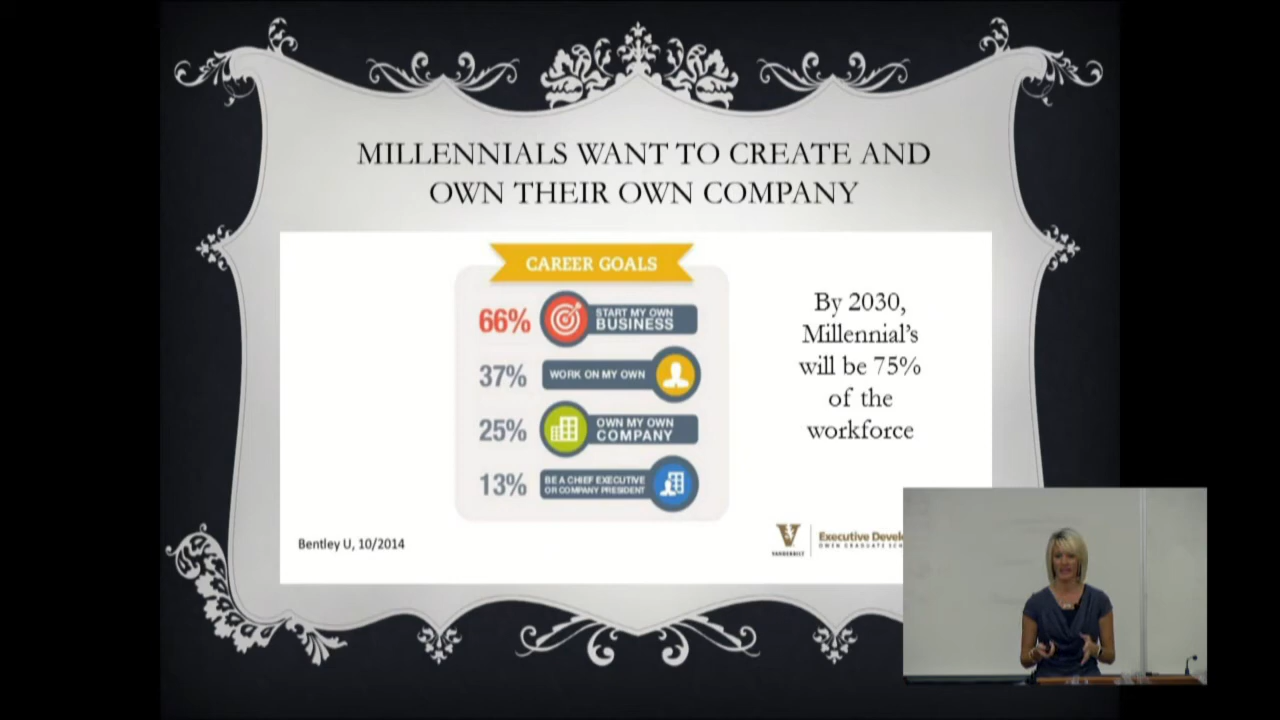 MILLENNIALS WANT TO CREATE AND
OWN THEIR OWN COMPANY
CAREER GOALS
66% START MY OWN
BUSINESS
37% WORK ON MY OWN
25% OWN MY OWN
COMPANY
13% BE A CHIEF EXECUTIVE
OR COMPANY PRESIDENT
By 2030,
Millennial's
will be 75%
of the
workforce
Bentley U, 10/2014
V
VANDERBILT
Executive Devel
OWEN GRADUATE SCH